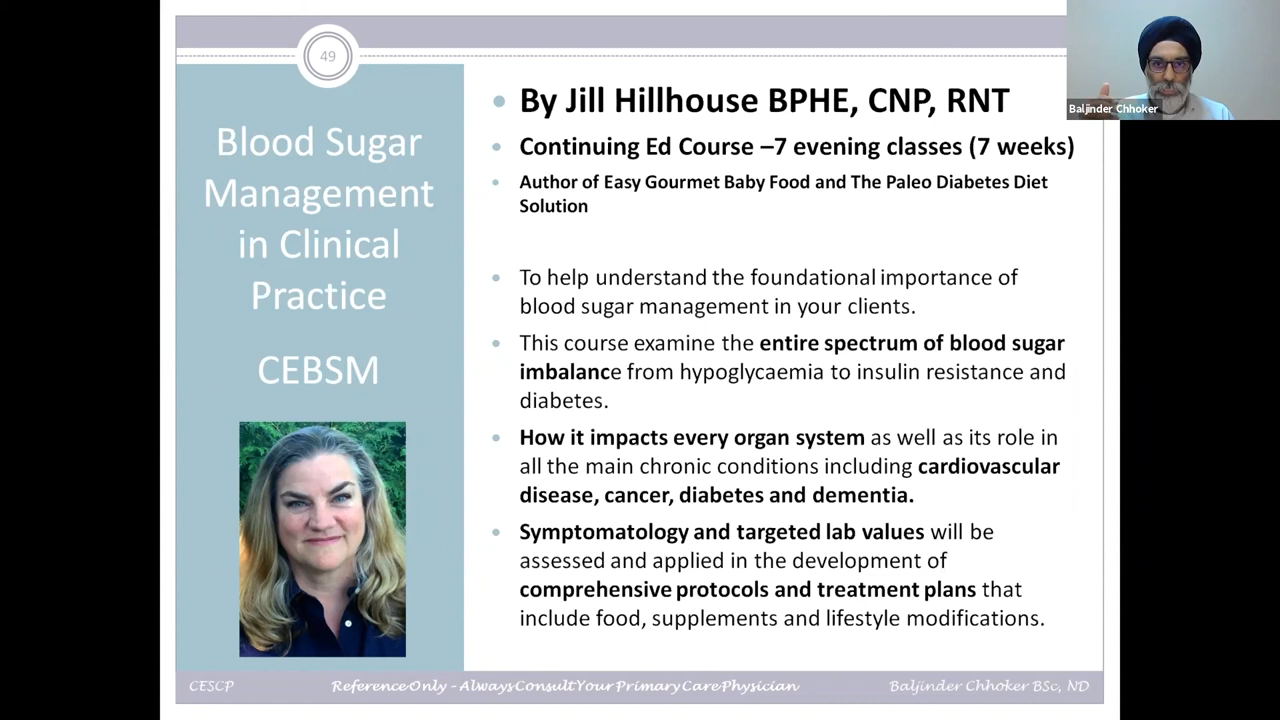 49
Blood Sugar
Management
in Clinical
Practice
CEBSM
By Jill Hillhouse BPHE, CNP, RNT
Continuing Ed Course –7 evening classes (7 weeks)
Author of Easy Gourmet Baby Food and The Paleo Diabetes Diet
Solution
To help understand the foundational importance of
blood sugar management in your clients.
This course examine the entire spectrum of blood sugar
imbalance from hypoglycaemia to insulin resistance and
diabetes.
How it impacts every organ system as well as its role in
all the main chronic conditions including cardiovascular
disease, cancer, diabetes and dementia.
Symptomatology and targeted lab values will be
assessed and applied in the development of
comprehensive protocols and treatment plans that
include food, supplements and lifestyle modifications.
Baljinder Chhoker
CESCP
Reference Only – Always Consult Your Primary Care Physician
Baljinder Chhoker BSc, ND